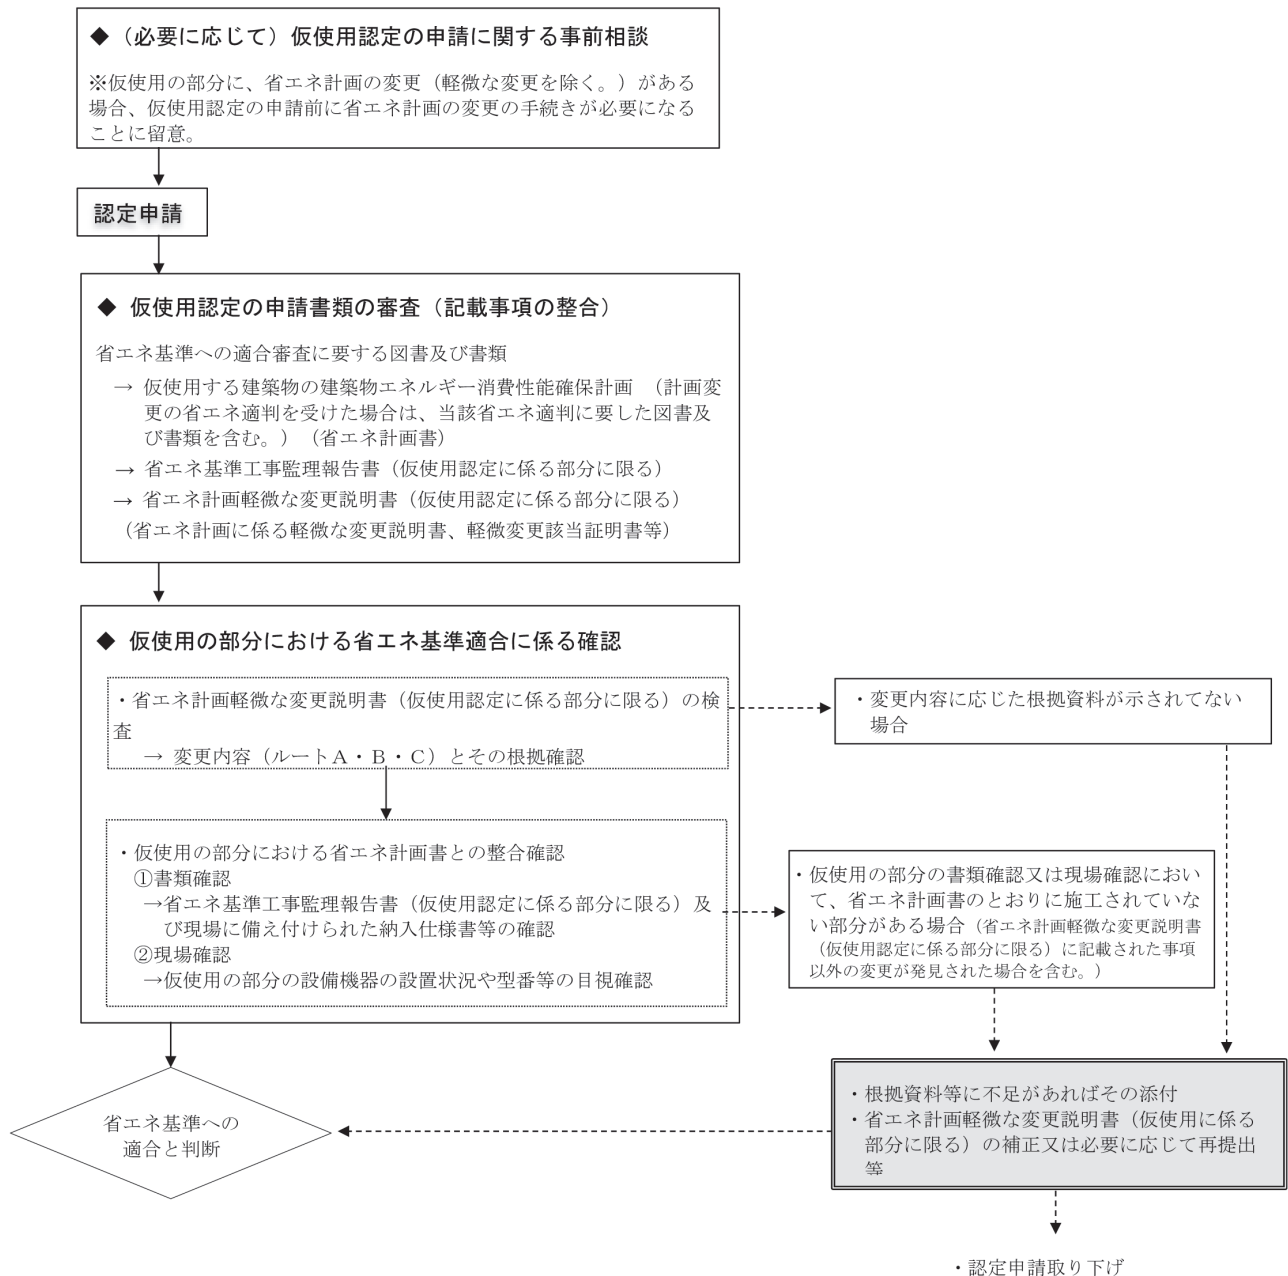 ◆（必要に応じて）仮使用認定の申請に関する事前相談
※仮使用の部分に、省エネ計画の変更（軽微な変更を除く。）がある
場合、仮使用認定の申請前に省エネ計画の変更の手続きが必要になる
ことに留意。
認定申請
◆ 仮使用認定の申請書類の審査（記載事項の整合）
省エネ基準への適合審査に要する図書及び書類
→ 仮使用する建築物の建築物エネルギー消費性能確保計画 （計画変
更の省エネ適判を受けた場合は、当該省エネ適判に要した図書及
び書類を含む。）（省エネ計画書）
→ 省エネ基準工事監理報告書（仮使用認定に係る部分に限る）
→ 省エネ計画軽微な変更説明書（仮使用認定に係る部分に限る）
（省エネ計画に係る軽微な変更説明書、軽微変更該当証明書等）
◆ 仮使用の部分における省エネ基準適合に係る確認
・省エネ計画軽微な変更説明書（仮使用認定に係る部分に限る）の検
査
→ 変更内容（ルートＡ・Ｂ・Ｃ）とその根拠確認
・変更内容に応じた根拠資料が示されてない
場合
・仮使用の部分における省エネ計画書との整合確認
①書類確認
→省エネ基準工事監理報告書（仮使用認定に係る部分に限る）及
び現場に備え付けられた納入仕様書等の確認
②現場確認
→仮使用の部分の設備機器の設置状況や型番等の目視確認
・仮使用の部分の書類確認又は現場確認におい
て、省エネ計画書のとおりに施工されていな
い部分がある場合（省エネ計画軽微な変更説明書
（仮使用認定に係る部分に限る）に記載された事項
以外の変更が発見された場合を含む。）
省エネ基準への
適合と判断
・根拠資料等に不足があればその添付
・省エネ計画軽微な変更説明書（仮使用に係る
部分に限る）の補正又は必要に応じて再提出
等
・認定申請取り下げ